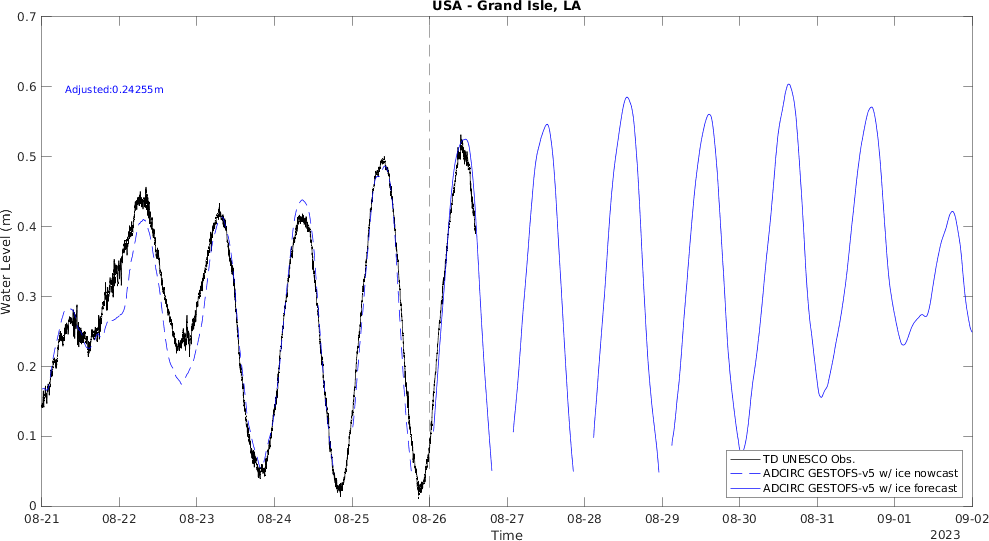 USA - Grand Isle, LA
0.7
0.6
0.5
0.4
0.3
0.2
0.1
0
Water Level (m)
Adjusted:0.24255m
TD UNESCO Obs.
ADCIRC GESTOFS-v5 w/ ice nowcast
ADCIRC GESTOFS-v5 w/ ice forecast
08-21 08-22 08-23 08-24 08-25 08-26 08-27 08-28 08-29 08-30 08-31 09-01 09-02
Time
2023